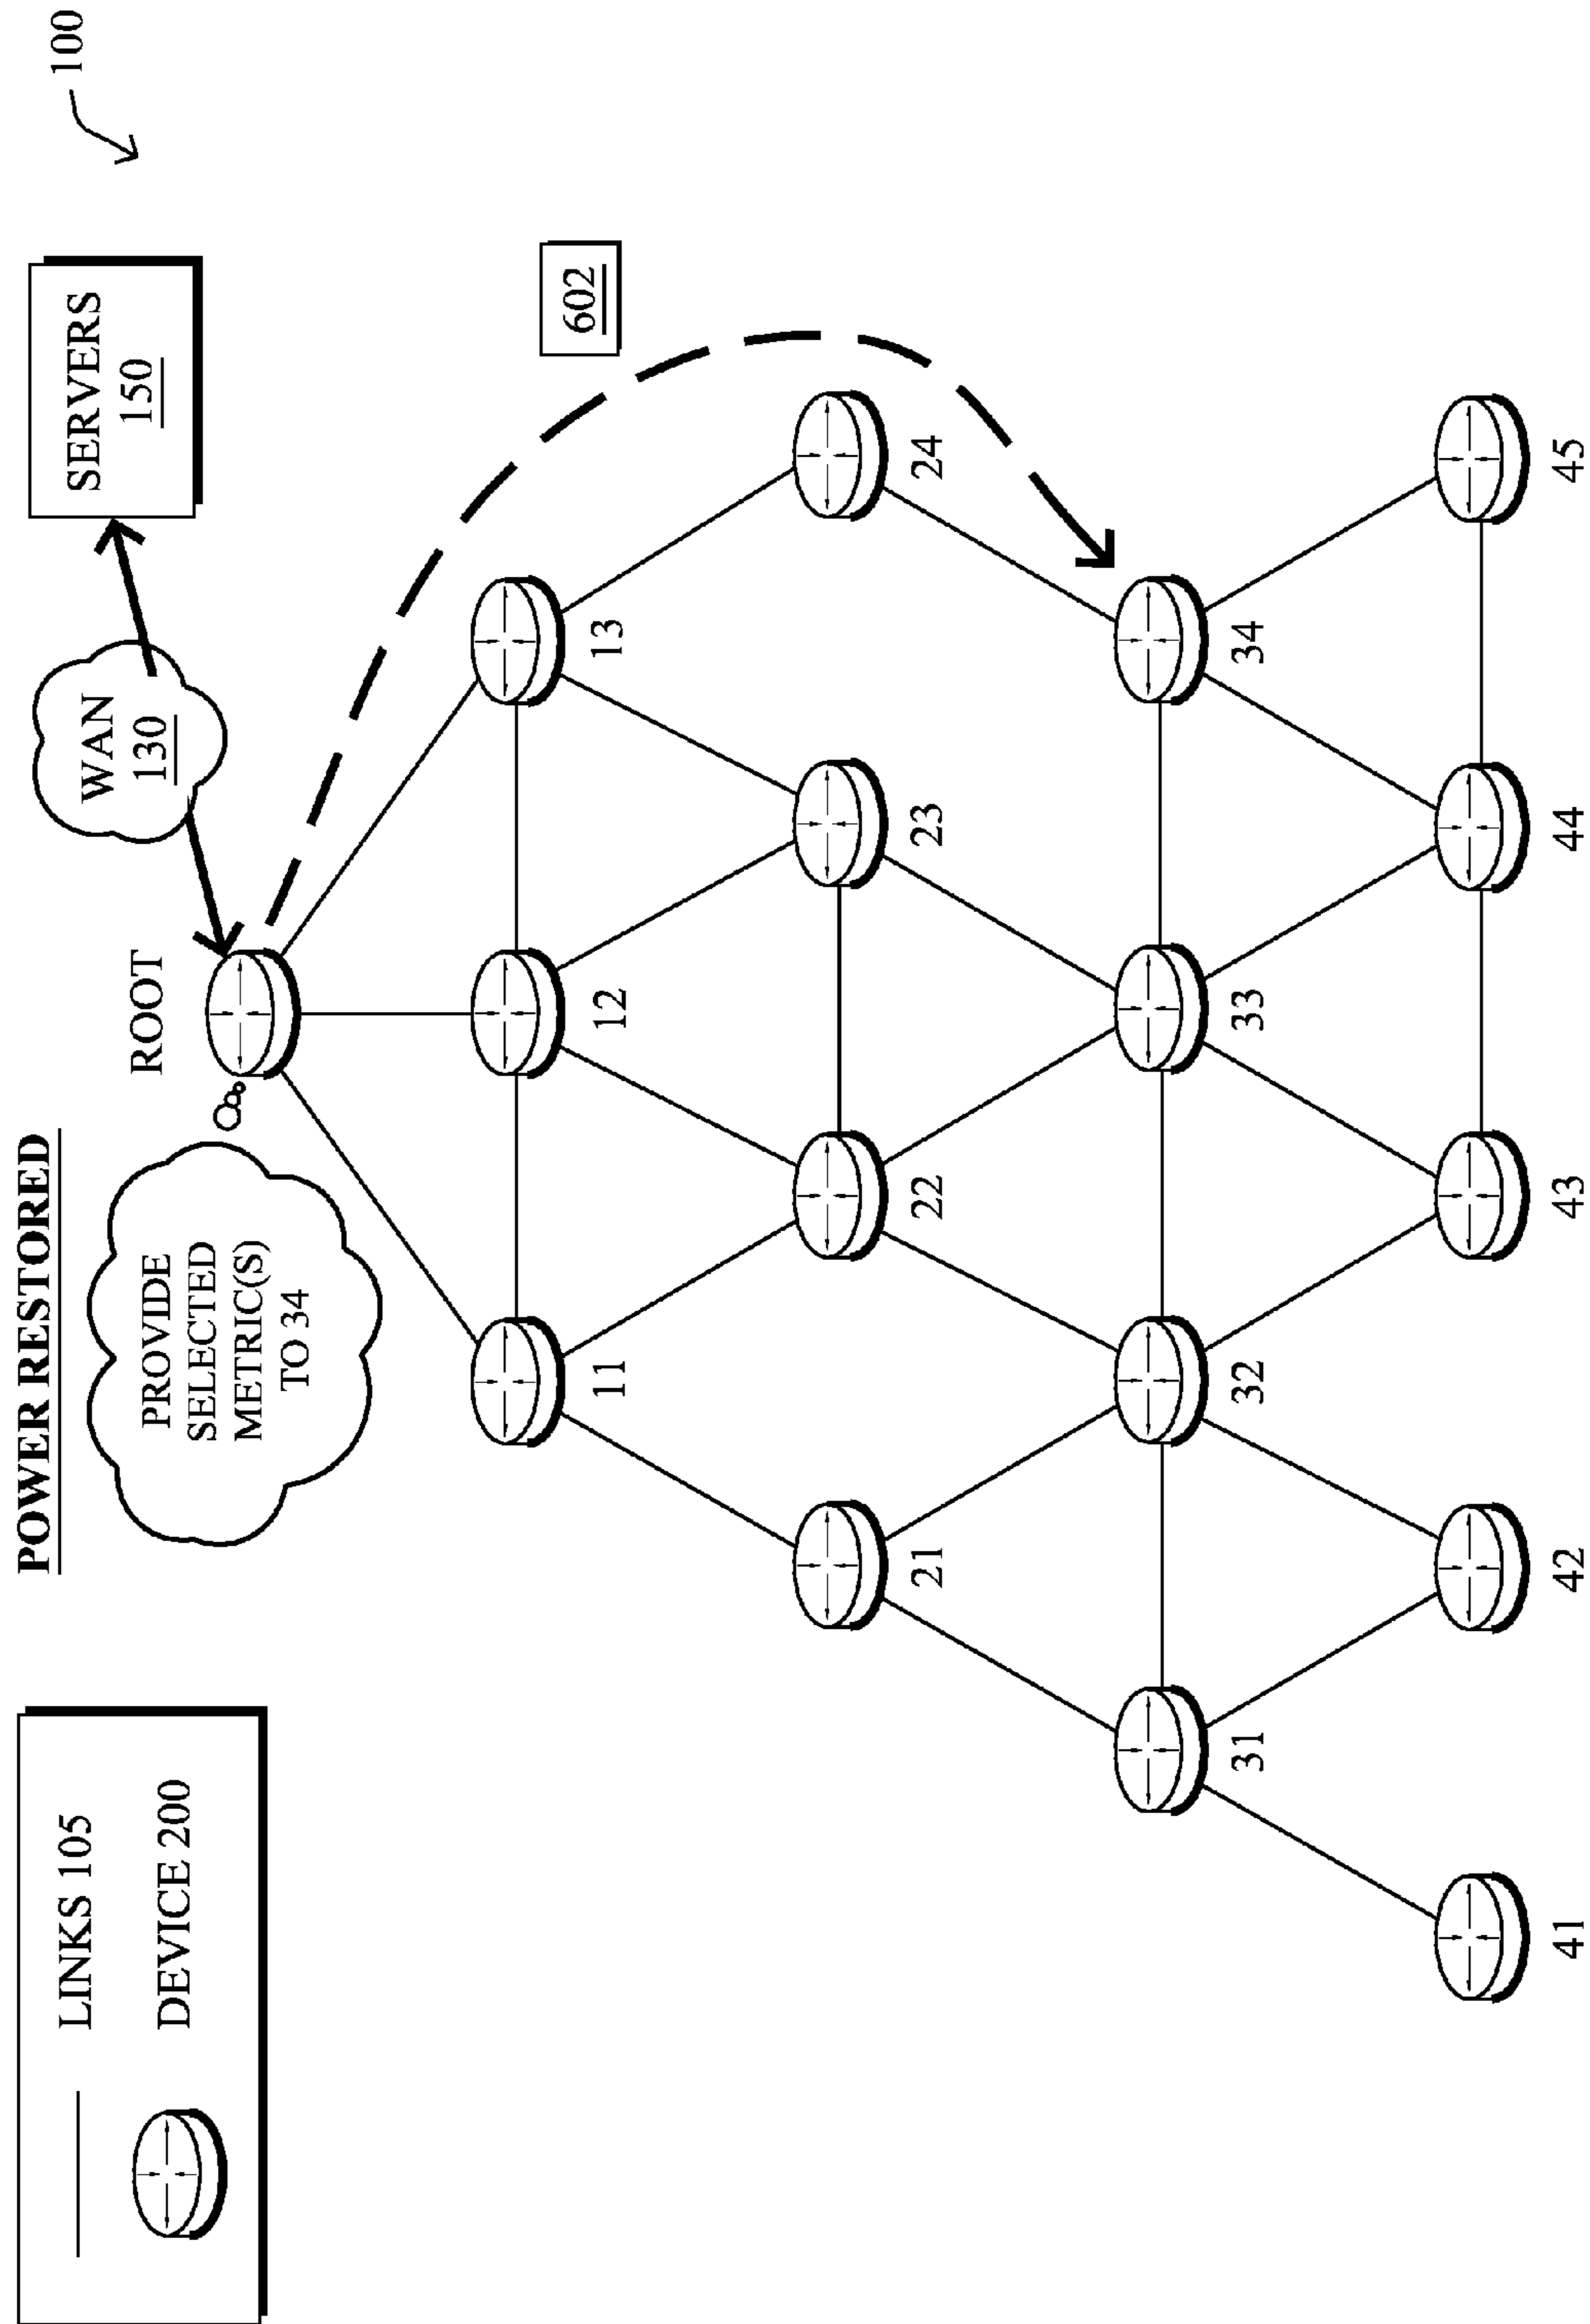 LINKS 105
DEVICE 200
POWER RESTORED
PROVIDE
SELECTED
METRIC(S)
TO 34
ROOT
WAN
130
SERVERS
150
100
602
11
12
13
21
22
23
24
31
32
33
34
41
42
43
44
45